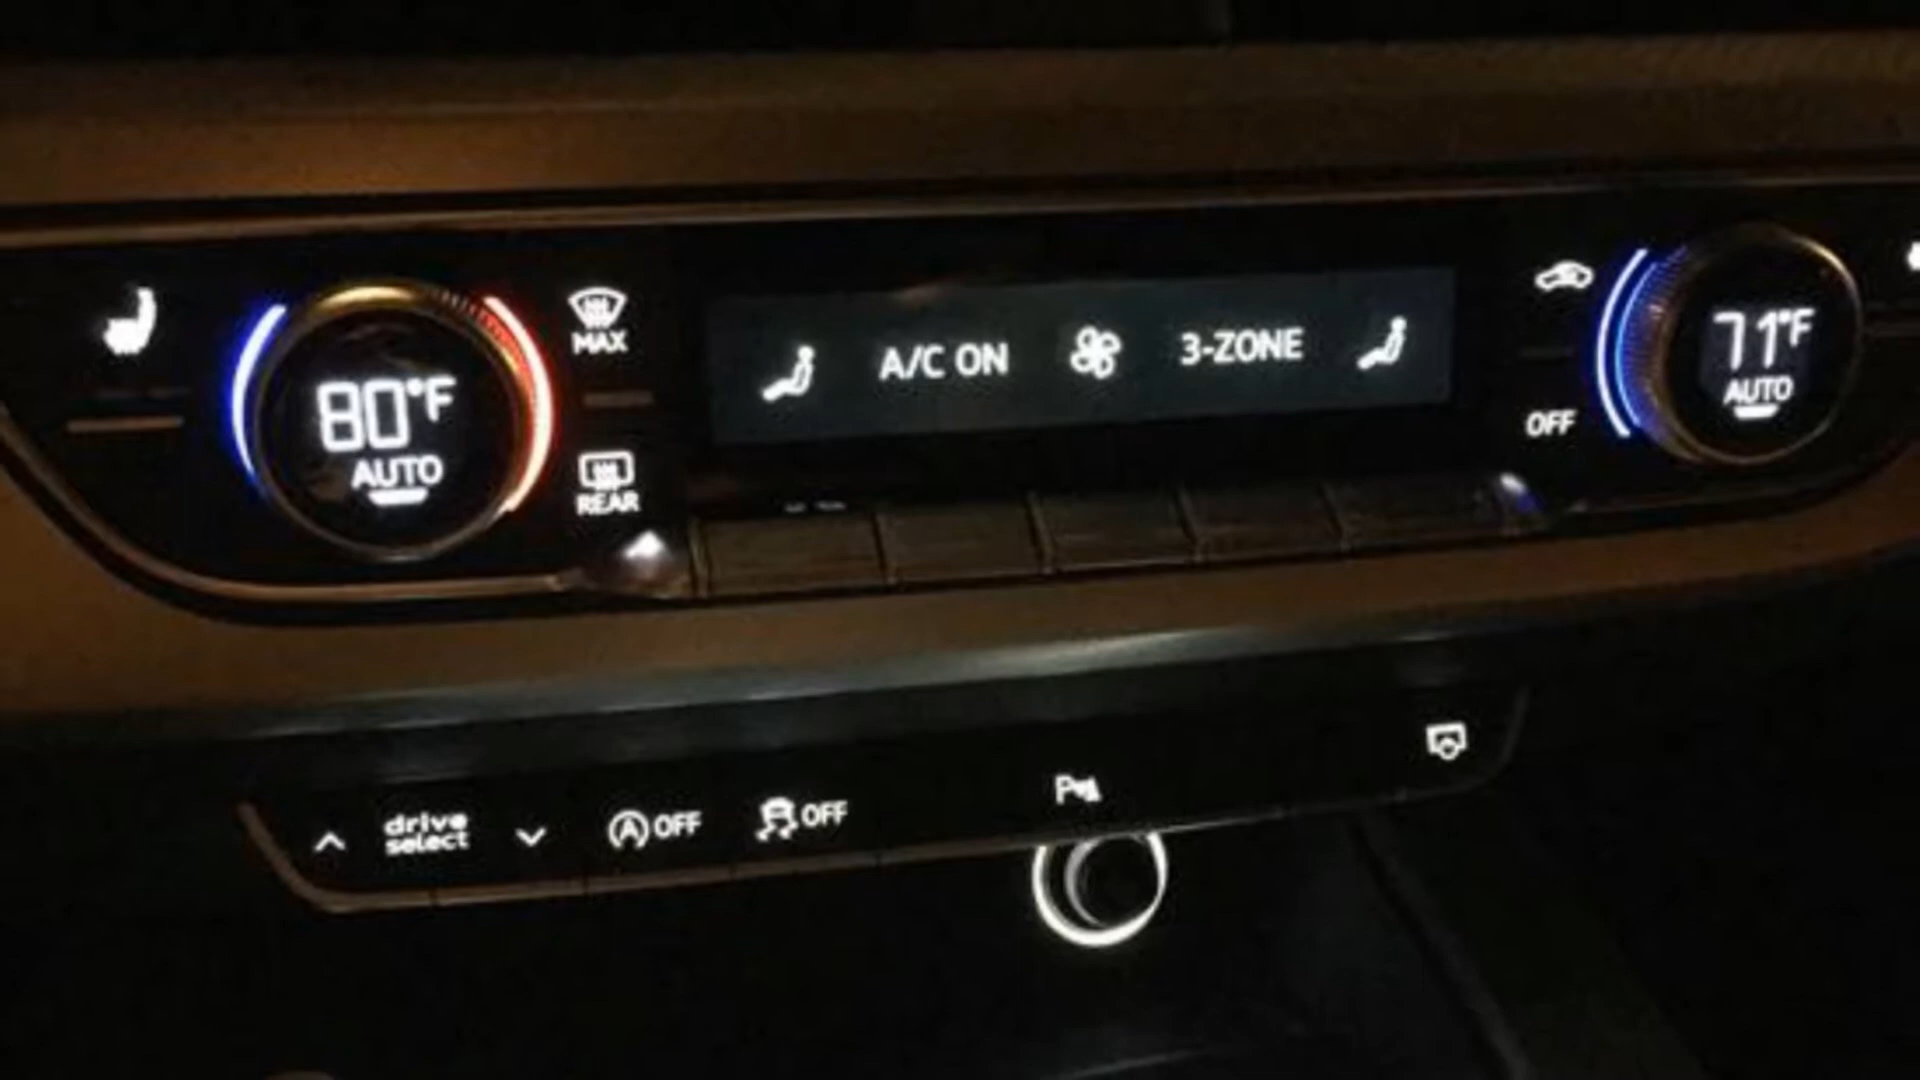 80°F
AUTO
MAX
REAR
A/C ON
3-ZONE
OFF
71°F
AUTO
drive
select
A OFF
OFF
P